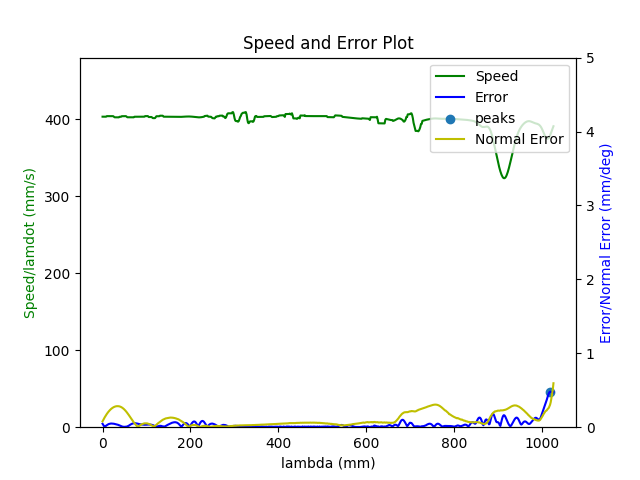 Speed and Error Plot
Speed
Error
peaks
Normal Error
Speed/lamdot (mm/s)
400
300
200
100
0
5
4
3
2
1
0
Error/Normal Error (mm/deg)
0 200 400 600 800 1000
lambda (mm)